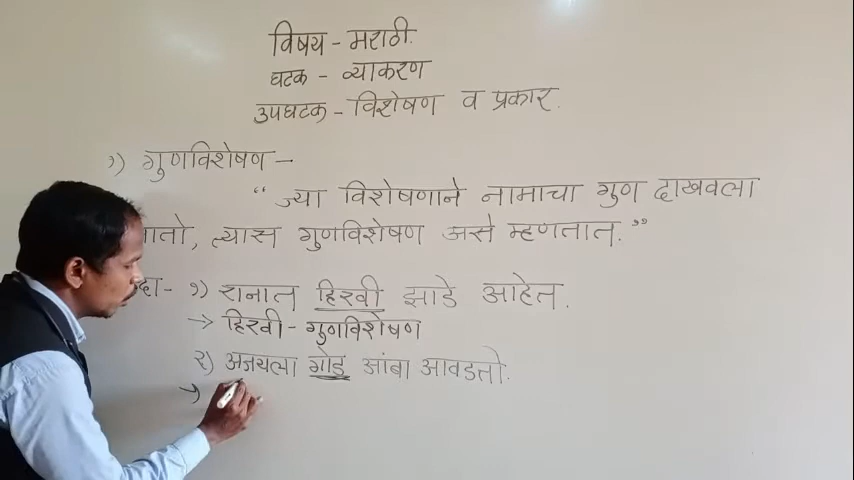 विषय - मराठी.
घटक - व्याकरण
उपघटक - विशेषण व प्रकार.
१) गुणविशेषण -
“ ज्या विशेषणाने नामाचा गुण दाखवला
जातो, त्यास गुणविशेषण असे म्हणतात.”
उदा - १) रानात हिरवी झाडे आहेत.
→ हिरवी - गुणविशेषण
२) अजयला गोड आंबा आवडतो.
→